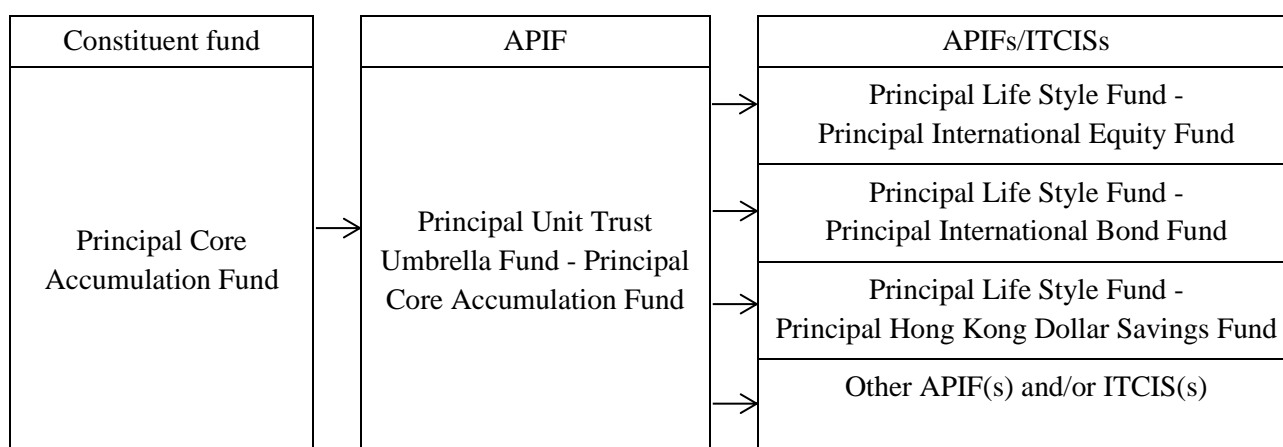 Constituent fund
Principal Core
Accumulation Fund
APIF
Principal Unit Trust
Umbrella Fund - Principal
Core Accumulation Fund
APIFs/ITCISs
Principal Life Style Fund -
Principal International Equity Fund
Principal Life Style Fund -
Principal International Bond Fund
Principal Life Style Fund -
Principal Hong Kong Dollar Savings Fund
Other APIF(s) and/or ITCIS(s)